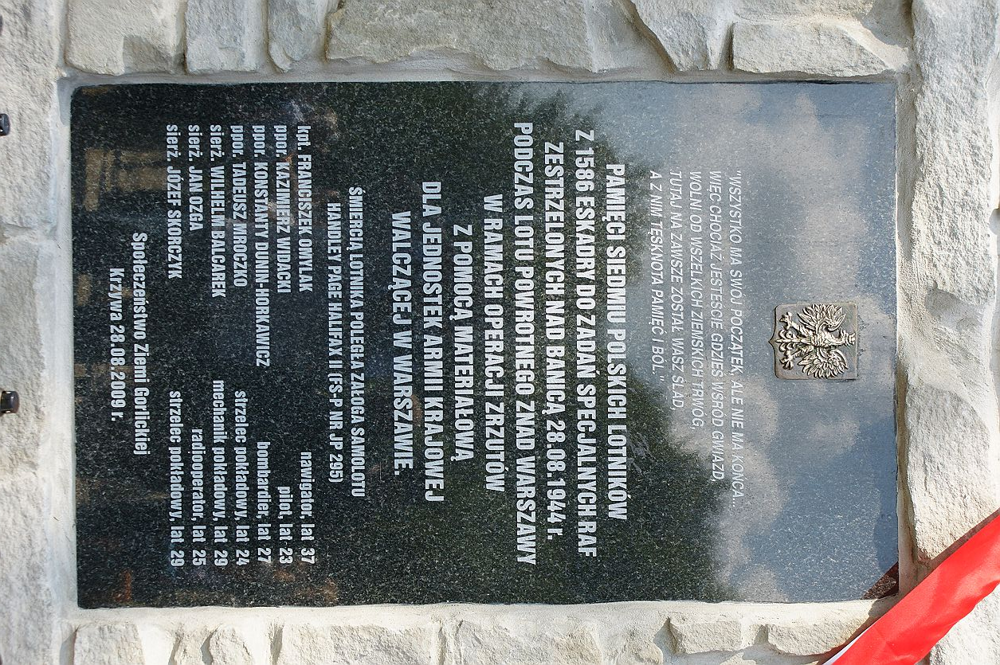 "WSZYSTKO MA SWÓJ POCZĄTEK, ALE NIE MA KOŃCA...
WIĘC CHOCIAŻ JESTEŚCIE GDZIEŚ WŚRÓD GWIAZD,
WOLNI OD WSZELKICH ZIEMSKICH TRWÓG,
TUTAJ NA ZAWSZE ZOSTAŁ WASZ ŚLAD,
A Z NIM TĘSKNOTA PAMIĘĆ I BÓL."
PAMIĘCI SIEDMIU POLSKICH LOTNIKÓW
Z 1586 ESKADRY DO ZADAŃ SPECJALNYCH RAF
ZESTRZELONYCH NAD BANICĄ 28.08.1944 r.
PODCZAS LOTU POWROTNEGO ZNAD WARSZAWY
W RAMACH OPERACJI ZRZUTÓW
Z POMOCĄ MATERIAŁOWĄ
DLA JEDNOSTEK ARMII KRAJOWEJ
WALCZĄCEJ W WARSZAWIE.
ŚMIERCIĄ LOTNIKA POLEGŁA ZAŁOGA SAMOLOTU
HANDLEY PAGE HALIFAX II (FS-P NR JP 295)
kpt. FRANCISZEK OMYLAK nawigator, lat 37
ppor. KAZIMIERZ WIDACKI pilot, lat 23
ppor. KONSTANTY DUNIN-HORKAWICZ bombardier, lat 27
ppor. TADEUSZ MROCZKO strzelec pokładowy, lat 24
sierż. WILHELM BALCAREK mechanik pokładowy, lat 29
sierż. JAN OZGA radiooperator, lat 25
sierż. JÓZEF SKORCZYK strzelec pokładowy, lat 29
Społeczeństwo Ziemi Gorlickiej
Krzywa 28.08.2009 r.